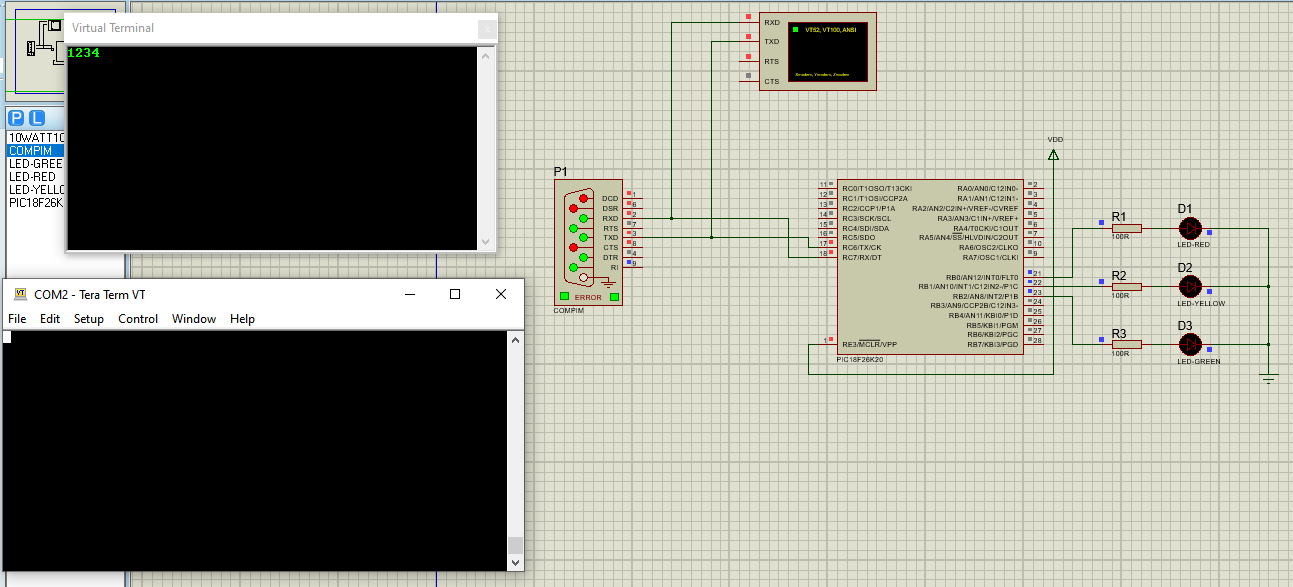 Virtual Terminal
1234
P L
10WATT10
COMPIM
LED-GREE
LED-RED
LED-YELLO
PIC18F26K
COM2 - Tera Term VT
File Edit Setup Control Window Help
RXD
TXD
RTS
CTS
VT52, VT100, ANSI
Xmodem, Ymodem, Zmodem
P1
DCD 1
DSR 6
RXD 2
RTS 7
TXD 3
CTS 8
DTR 4
RI 9
ERROR
COMPIM
11 RC0/T1OSO/T13CKI
12 RC1/T1OSI/CCP2A
13 RC2/CCP1/P1A
14 RC3/SCK/SCL
15 RC4/SDI/SDA
16 RC5/SDO
17 RC6/TX/CK
18 RC7/RX/DT
1 RE3/MCLR/VPP
RA0/AN0/C12IN0- 2
RA1/AN1/C12IN1- 3
RA2/AN2/C2IN+/VREF-/CVREF 4
RA3/AN3/C1IN+/VREF+ 5
RA4/T0CKI/C1OUT 6
RA5/AN4/SS/HLVDIN/C2OUT 7
RA6/OSC2/CLKO 10
RA7/OSC1/CLKI 9
RB0/AN12/INT0/FLT0 21
RB1/AN10/INT1/C12IN2-/P1C 22
RB2/AN8/INT2/P1B 23
RB3/AN9/CCP2B/C12IN3- 24
RB4/AN11/KBI0/P1D 25
RB5/KBI1/PGM 26
RB6/KBI2/PGC 27
RB7/KBI3/PGD 28
PIC18F26K20
VDD
R1
100R
D1
LED-RED
R2
100R
D2
LED-YELLOW
R3
100R
D3
LED-GREEN